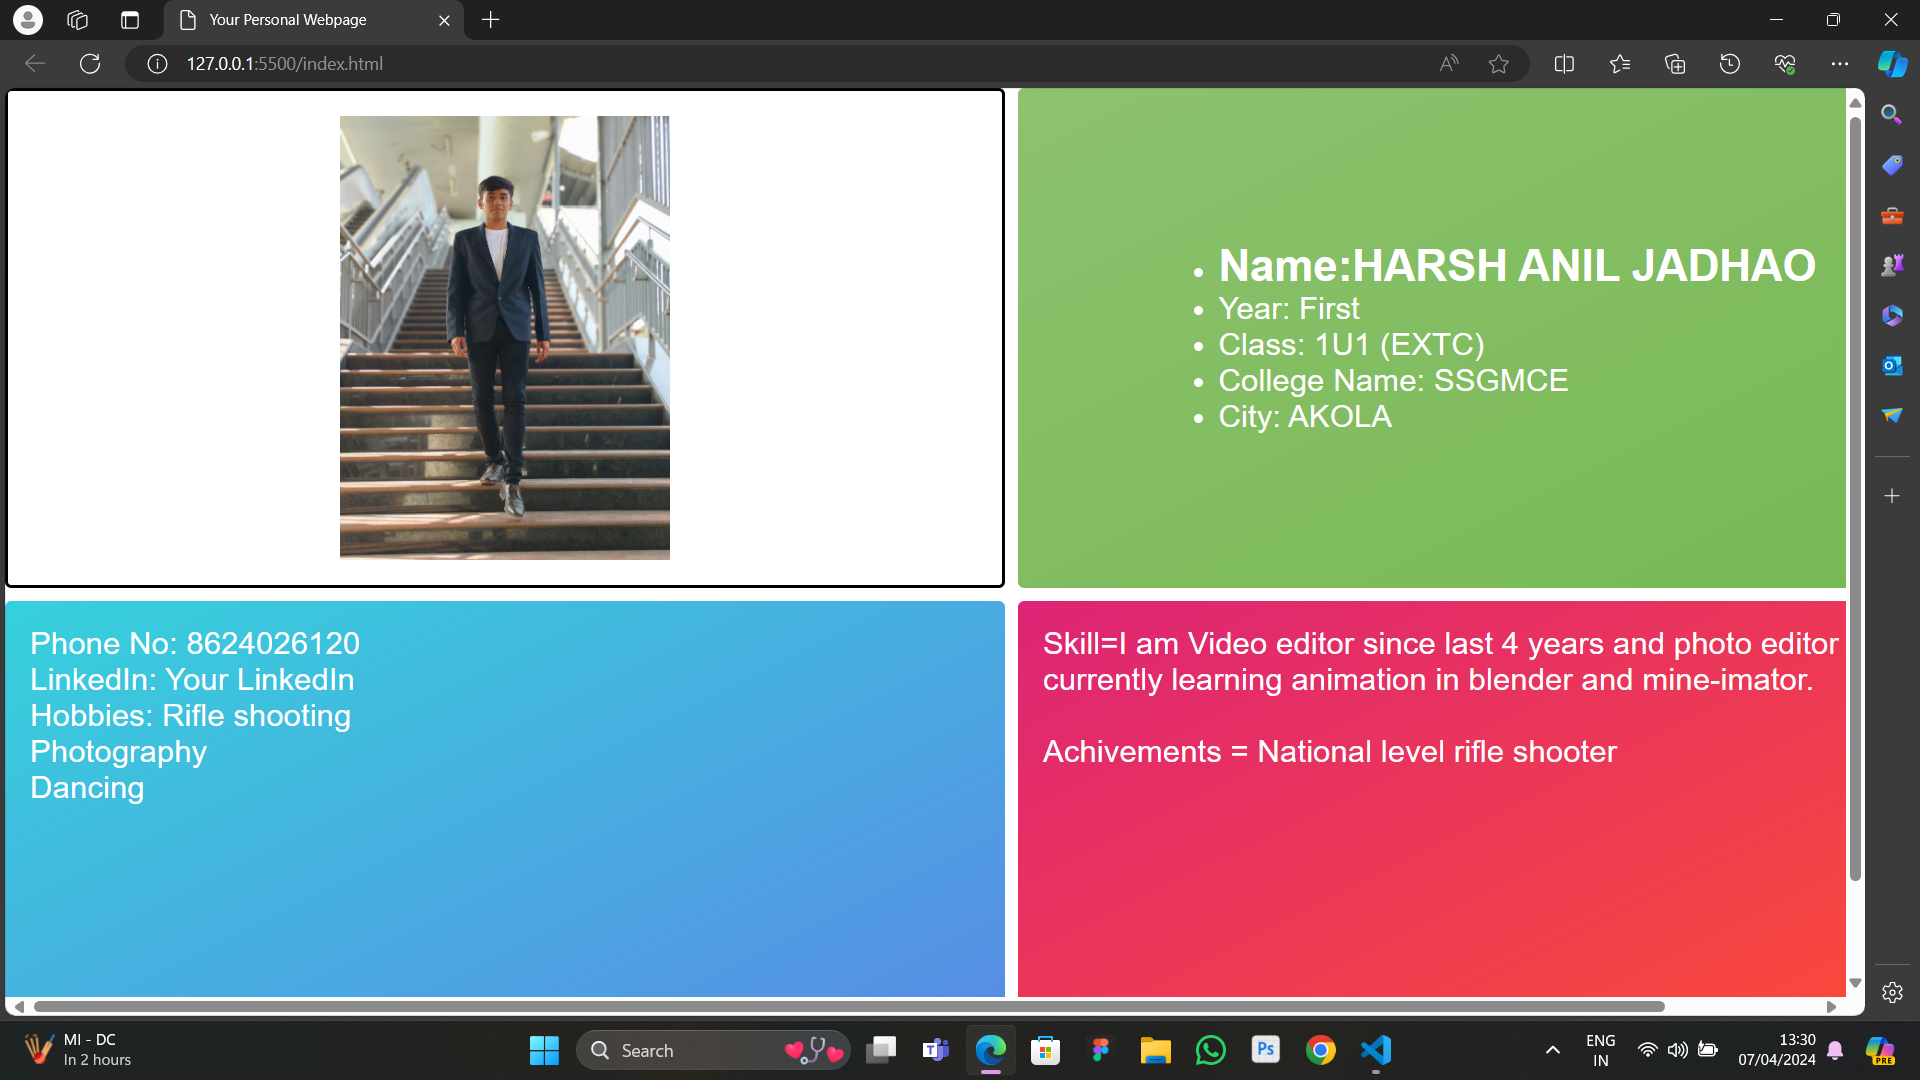 Your Personal Webpage
127.0.0.1:5500/index.html
Name:HARSH ANIL JADHAO
Year: First
Class: 1U1 (EXTC)
College Name: SSGMCE
City: AKOLA
Phone No: 8624026120
LinkedIn: Your LinkedIn
Hobbies: Rifle shooting
Photography
Dancing
Skill=I am Video editor since last 4 years and photo editor
currently learning animation in blender and mine-imator.
Achivements = National level rifle shooter
MI - DC
In 2 hours
Search
Ps
PRE
ENG
IN
13:30
07/04/2024